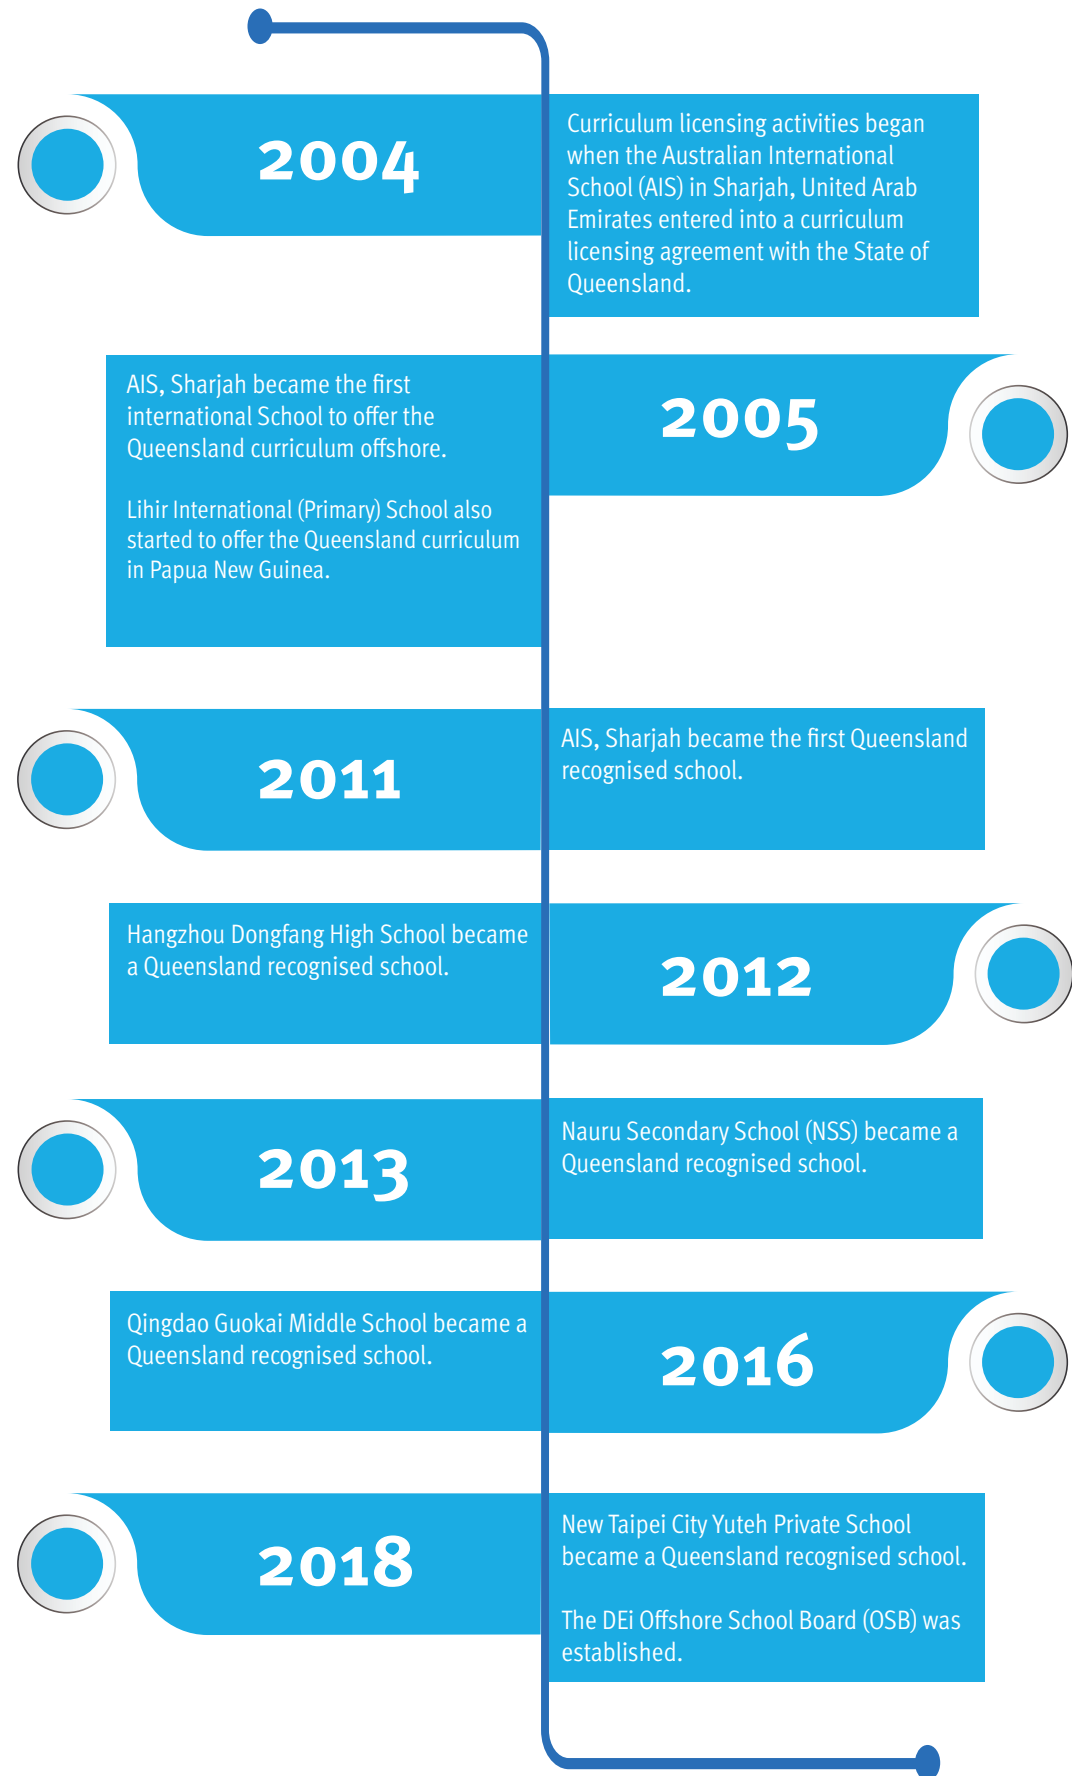 2004
Curriculum licensing activities began
when the Australian International
School (AIS) in Sharjah, United Arab
Emirates entered into a curriculum
licensing agreement with the State of
Queensland.
2005
AIS, Sharjah became the first
international School to offer the
Queensland curriculum offshore.
Lihir International (Primary) School also
started to offer the Queensland curriculum
in Papua New Guinea.
2011
AIS, Sharjah became the first Queensland
recognised school.
2012
Hangzhou Dongfang High School became
a Queensland recognised school.
2013
Nauru Secondary School (NSS) became a
Queensland recognised school.
2016
Qingdao Guokai Middle School became a
Queensland recognised school.
2018
New Taipei City Yuteh Private School
became a Queensland recognised school.
The DEi Offshore School Board (OSB) was
established.